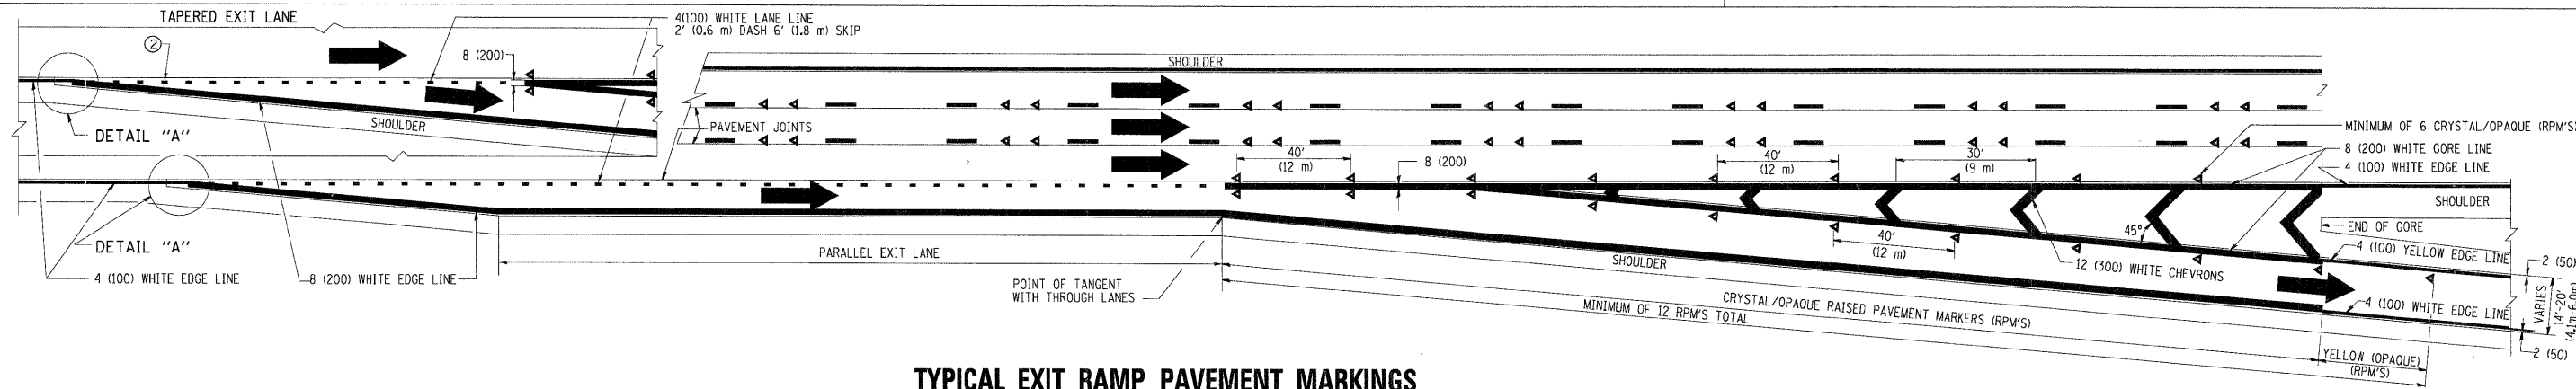 TAPERED EXIT LANE
4(100) WHITE LANE LINE
2' (0.6 m) DASH 6' (1.8 m) SKIP
②
8 (200)
SHOULDER
DETAIL "A"
SHOULDER
PAVEMENT JOINTS
MINIMUM OF 6 CRYSTAL/OPAQUE (RPM'S)
40'
(12 m)
8 (200)
40'
(12 m)
30'
(9 m)
8 (200) WHITE GORE LINE
4 (100) WHITE EDGE LINE
SHOULDER
DETAIL "A"
45°
END OF GORE
40'
(12 m)
4 (100) YELLOW EDGE LINE
PARALLEL EXIT LANE
SHOULDER
12 (300) WHITE CHEVRONS
2 (50)
4 (100) WHITE EDGE LINE
8 (200) WHITE EDGE LINE
POINT OF TANGENT
WITH THROUGH LANES
CRYSTAL/OPAQUE RAISED PAVEMENT MARKERS (RPM'S)
MINIMUM OF 12 RPM'S TOTAL
4 (100) WHITE EDGE LINE
VARIES
14'-20'
(4.1m-6.0m)
2 (50)
YELLOW (OPAQUE)
(RPM'S)
TYPICAL EXIT RAMP PAVEMENT MARKINGS